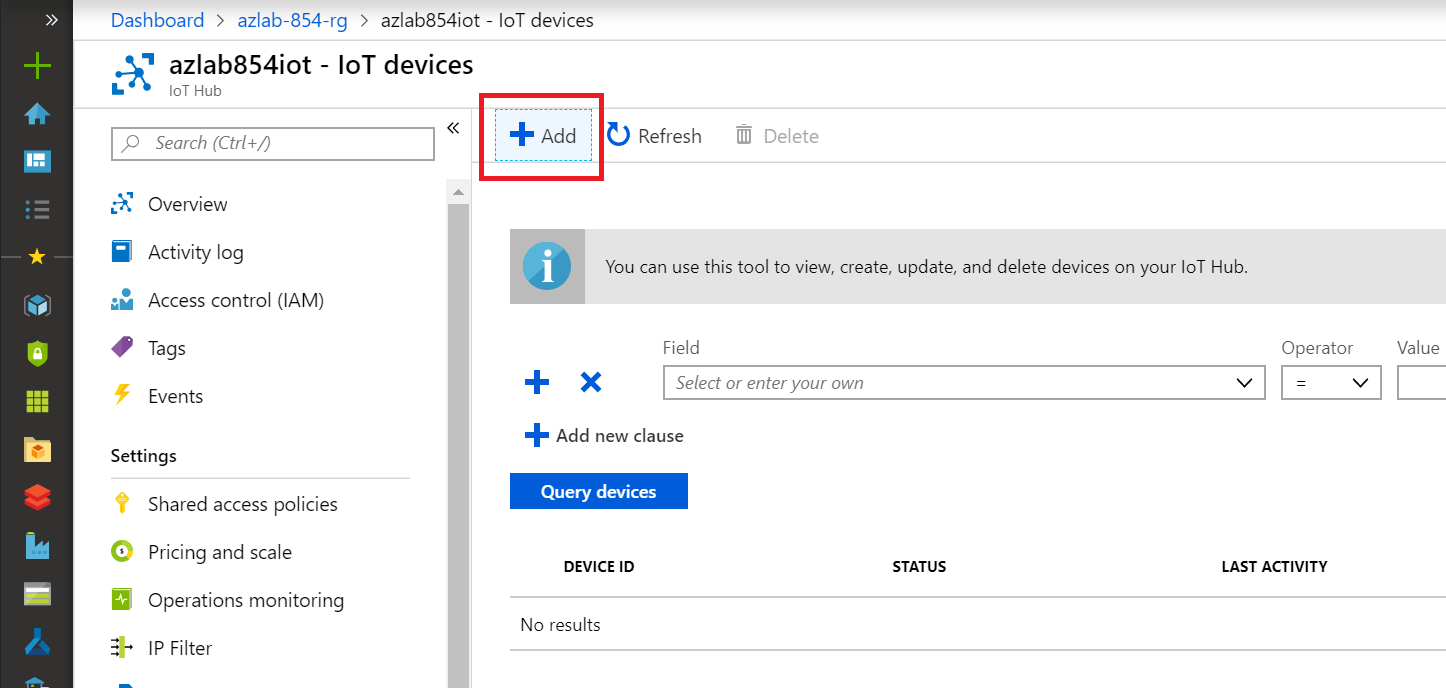 Dashboard > azlab-854-rg > azlab854iot - IoT devices
azlab854iot - IoT devices
IoT Hub
Search (Ctrl+/)
Overview
Activity log
Access control (IAM)
Tags
Events
Settings
Shared access policies
Pricing and scale
Operations monitoring
IP Filter
Add Refresh Delete
You can use this tool to view, create, update, and delete devices on your IoT Hub.
Field Operator Value
Select or enter your own =
Add new clause
Query devices
DEVICE ID STATUS LAST ACTIVITY
No results